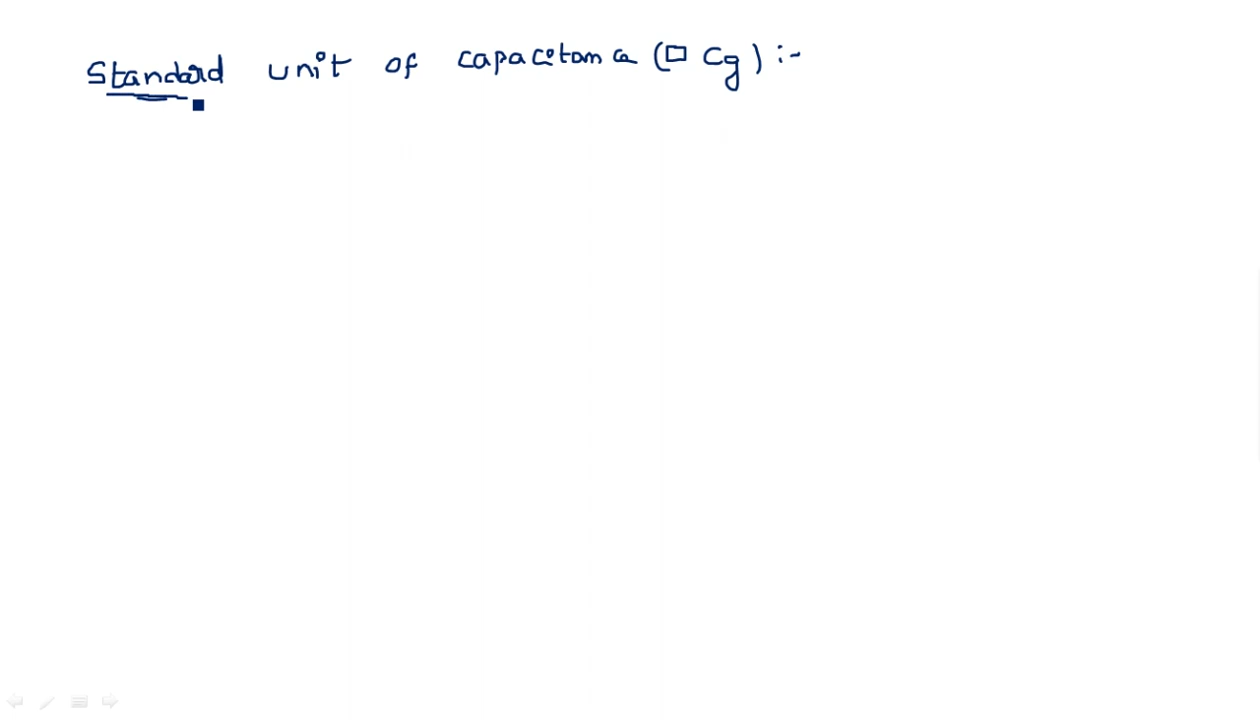 Standard unit of capacitance (□ Cg) :-